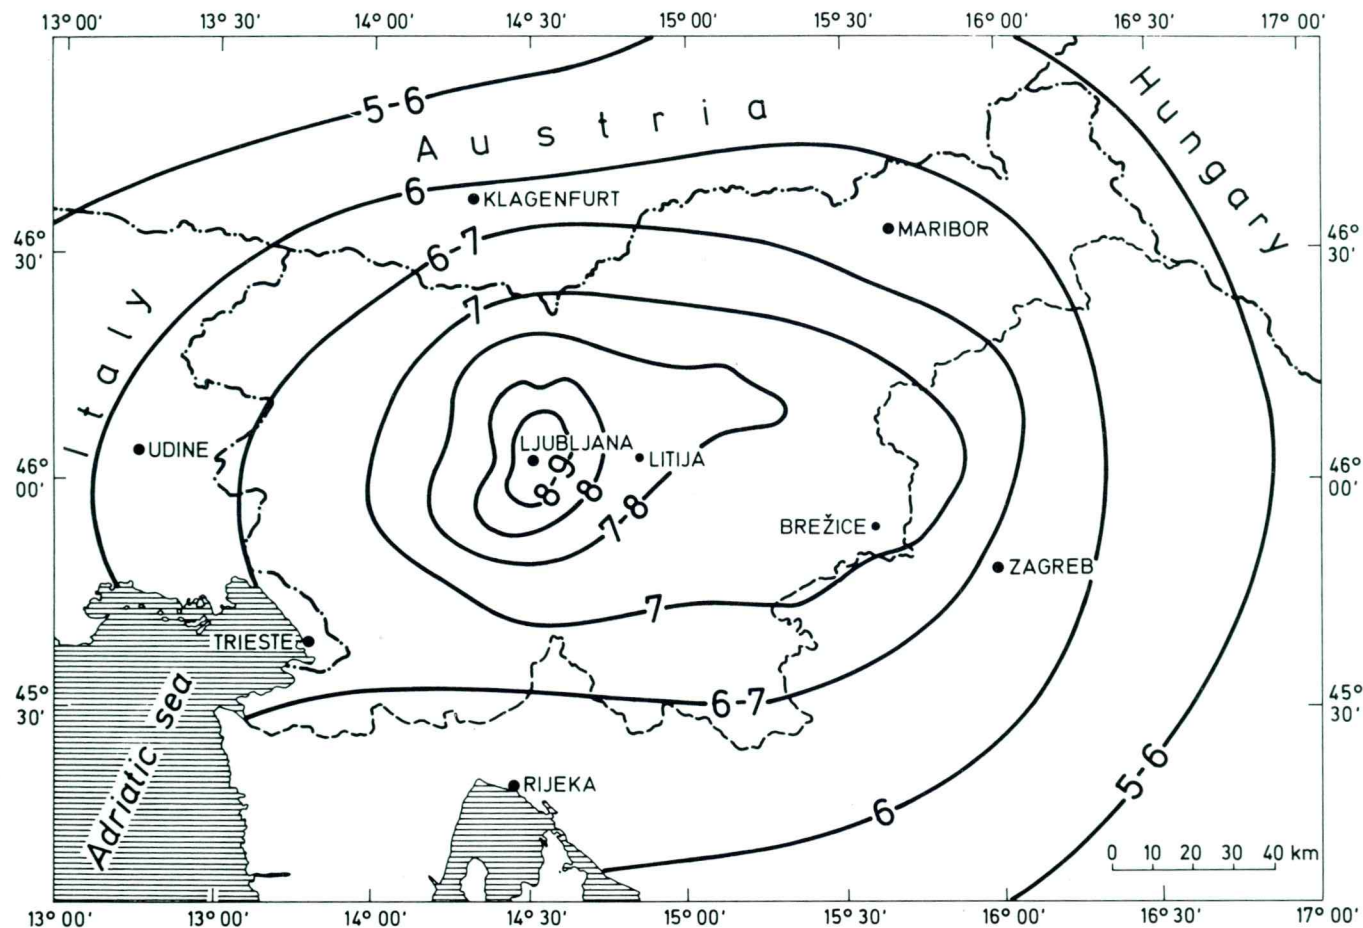 13° 00' 13° 30' 14° 00' 14° 30' 15° 00' 15° 30' 16° 00' 16° 30' 17° 00'
5-6
Austria
Hungary
6
KLAGENFURT
MARIBOR
46° 30'
6-7
46° 30'
Italy
7
UDINE
LJUBLJANA
LITIJA
46° 00'
8-9
8
7-8
46° 00'
BREŽICE
ZAGREB
7
TRIESTE
45° 30'
6-7
45° 30'
Adriatic sea
RIJEKA
5-6
6
0 10 20 30 40 km
13° 00' 13° 30' 14° 00' 14° 30' 15° 00' 15° 30' 16° 00' 16° 30' 17° 00'